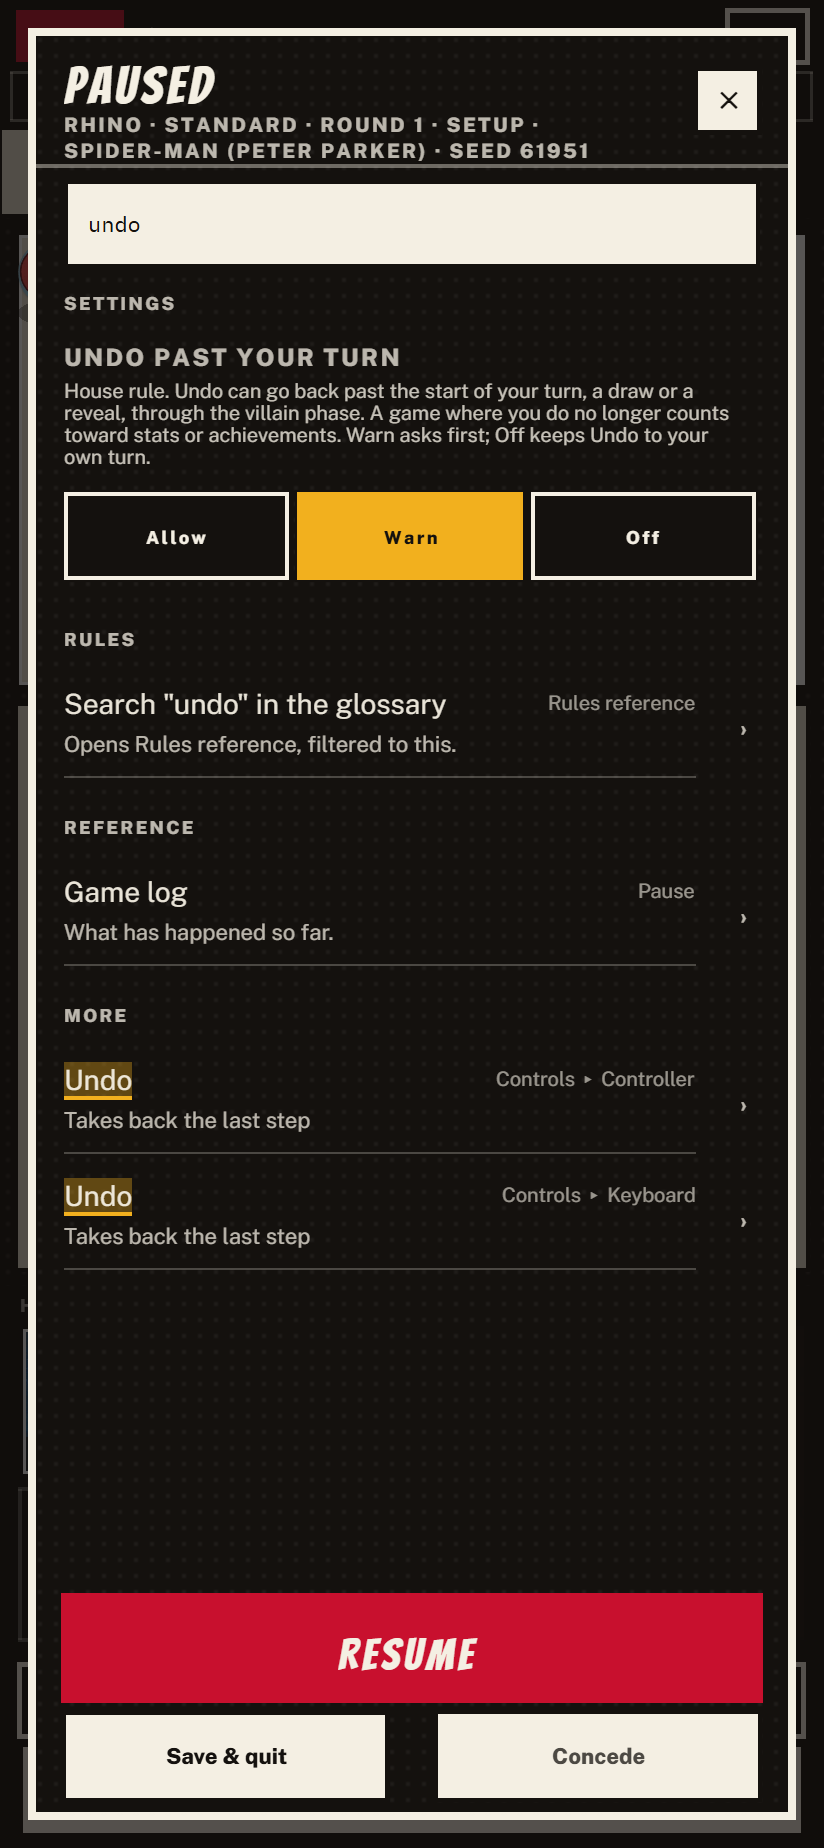 PAUSED
RHINO · STANDARD · ROUND 1 · SETUP ·
SPIDER-MAN (PETER PARKER) · SEED 61951
×
undo
SETTINGS
UNDO PAST YOUR TURN
House rule. Undo can go back past the start of your turn, a draw or a
reveal, through the villain phase. A game where you do no longer counts
toward stats or achievements. Warn asks first; Off keeps Undo to your
own turn.
Allow
Warn
Off
RULES
Search "undo" in the glossary
Rules reference
Opens Rules reference, filtered to this.
›
REFERENCE
Game log
Pause
What has happened so far.
›
MORE
Undo
Controls ▸ Controller
Takes back the last step
›
Undo
Controls ▸ Keyboard
Takes back the last step
›
RESUME
Save & quit
Concede